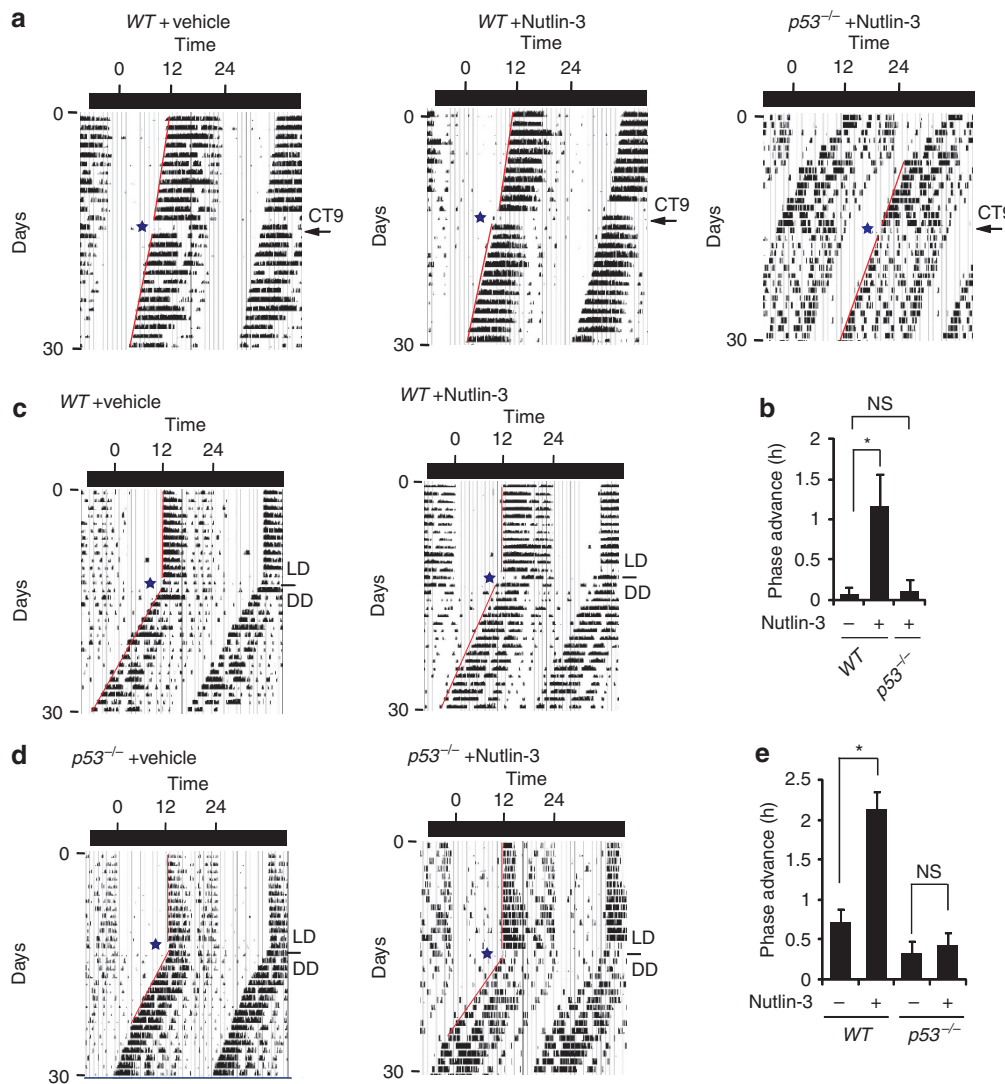 a
WT +vehicle
Time
0 12 24
0
Days
30
CT9
WT +Nutlin-3
Time
0 12 24
0
Days
30
CT9
p53−/− +Nutlin-3
Time
0 12 24
0
Days
30
CT9
c
WT +vehicle
Time
0 12 24
0
Days
30
LD
DD
WT +Nutlin-3
Time
0 12 24
0
Days
30
LD
DD
b
NS
*
Phase advance (h)
2
1.5
1
0.5
0
Nutlin-3 − + +
WT p53−/−
d
p53−/− +vehicle
Time
0 12 24
0
Days
30
LD
DD
p53−/− +Nutlin-3
Time
0 12 24
0
Days
30
LD
DD
e
*
NS
Phase advance (h)
2.5
2
1.5
1
0.5
0
Nutlin-3 − + − +
WT p53−/−